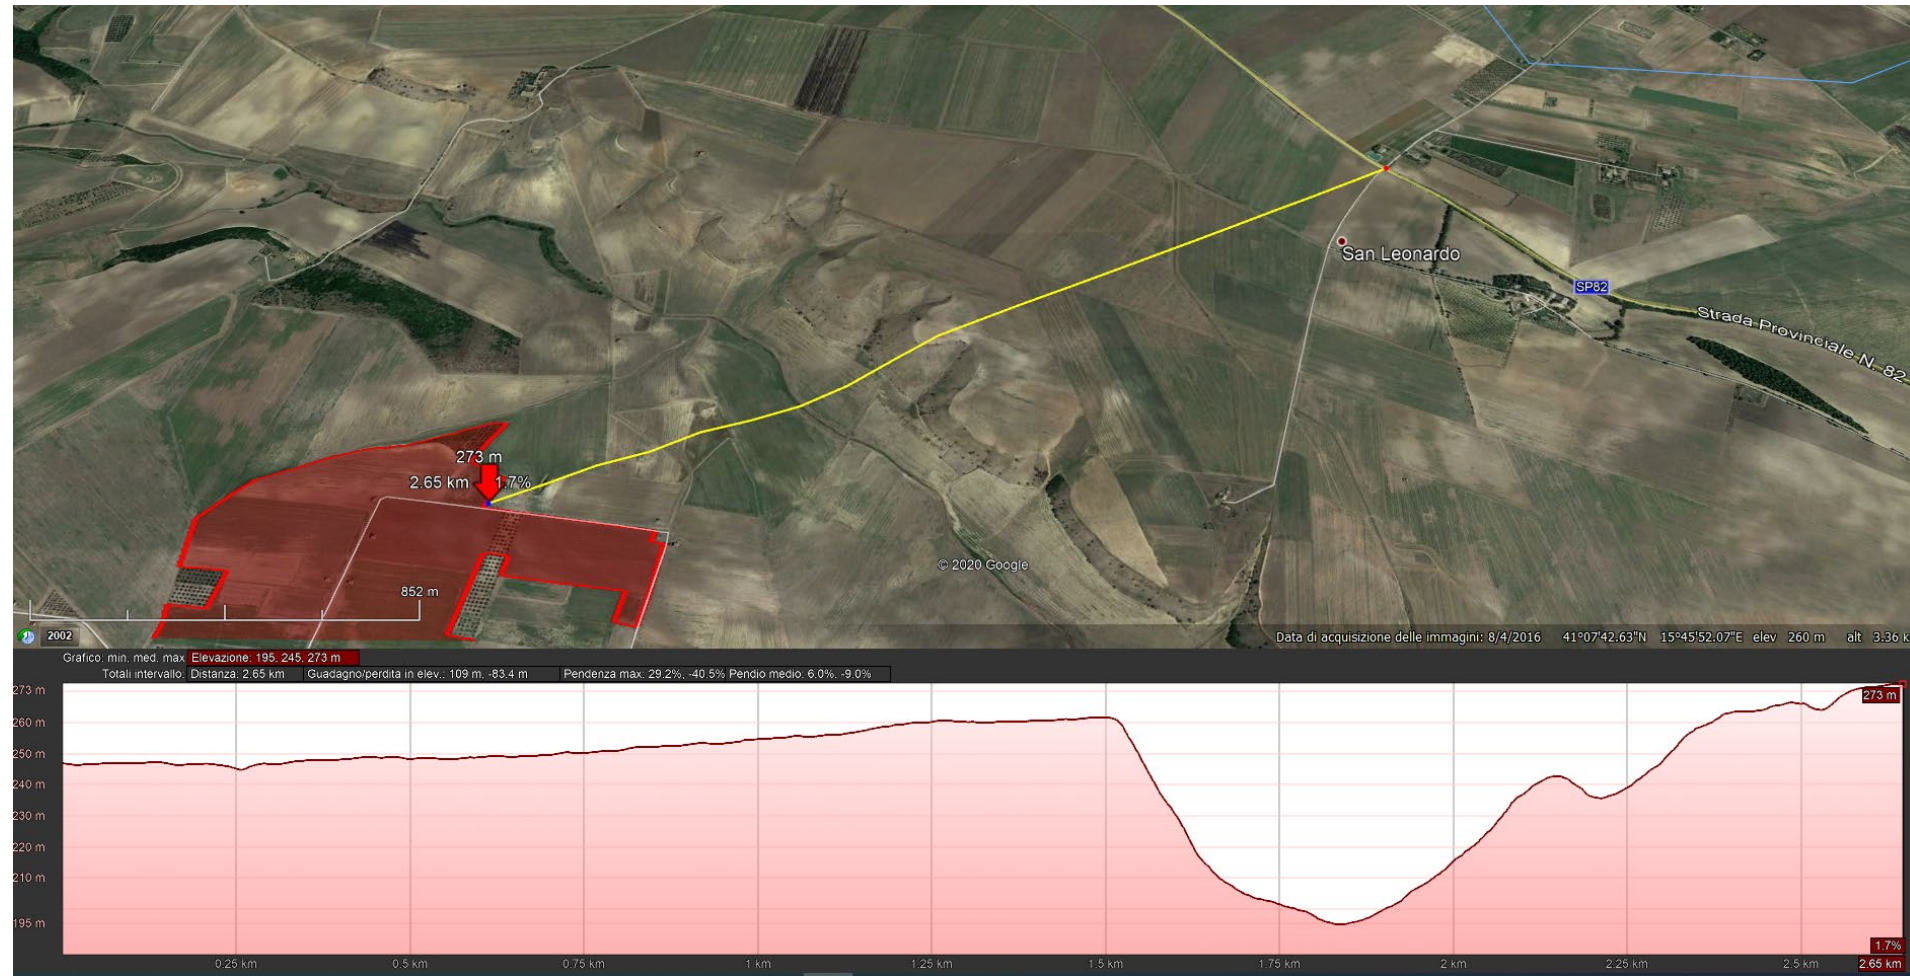 San Leonardo
SP82
Strada Provinciale N. 82
273 m
2.65 km
1.7%
© 2020 Google
852 m
2002
Data di acquisizione delle immagini: 8/4/2016 41°07'42.63"N 15°45'52.07"E elev 260 m alt 3.36 k
Grafico: min. med. max Elevazione: 195, 245, 273 m
Totali intervallo: Distanza: 2.65 km Guadagno/perdita in elev.: 109 m, -83.4 m Pendenza max: 29.2%, -40.5% Pendio medio: 6.0%, -9.0%
273 m
273 m
260 m
250 m
240 m
230 m
220 m
210 m
195 m
1.7%
0.25 km 0.5 km 0.75 km 1 km 1.25 km 1.5 km 1.75 km 2 km 2.25 km 2.5 km 2.65 km